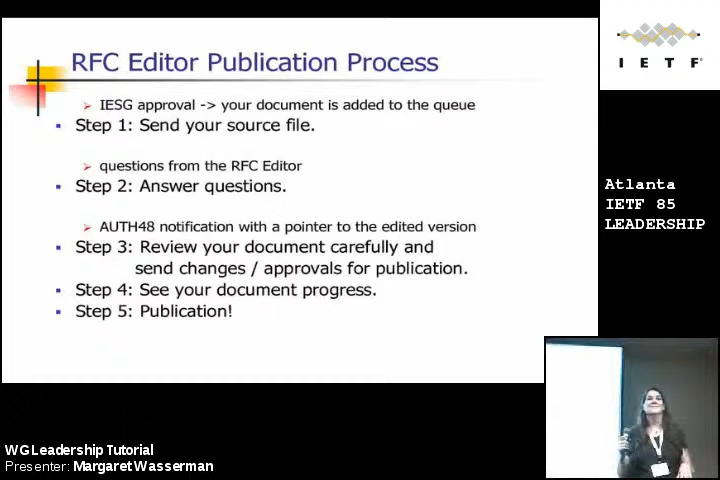 RFC Editor Publication Process
IESG approval -> your document is added to the queue
Step 1: Send your source file.
questions from the RFC Editor
Step 2: Answer questions.
AUTH48 notification with a pointer to the edited version
Step 3: Review your document carefully and
send changes / approvals for publication.
Step 4: See your document progress.
Step 5: Publication!
I E T F®
Atlanta
IETF 85
LEADERSHIP
WG Leadership Tutorial
Presenter: Margaret Wasserman